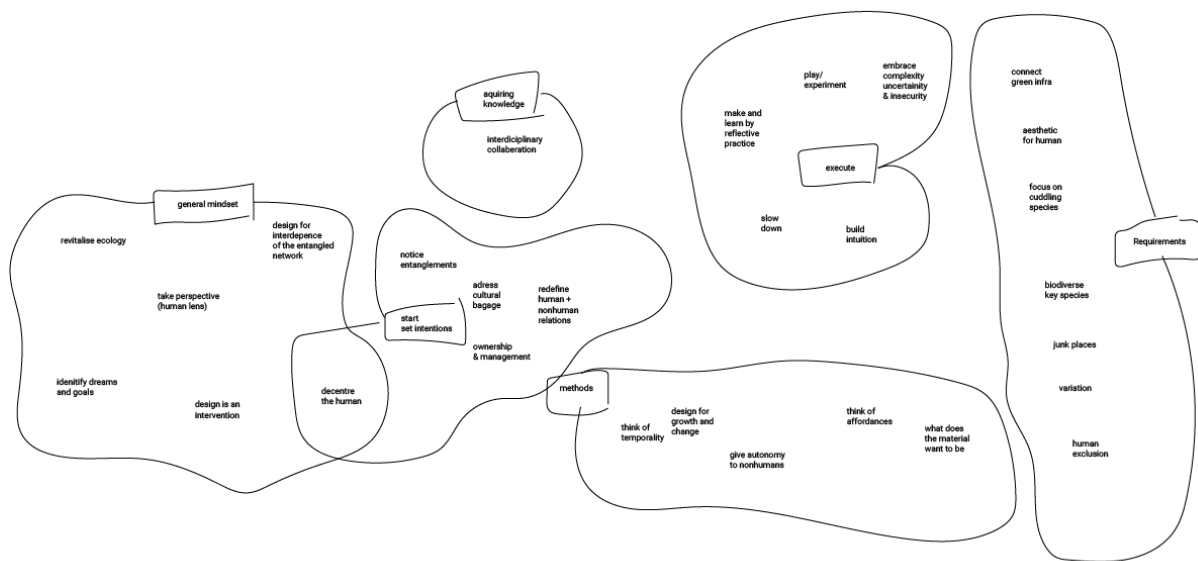 general mindset
revitalise ecology
design for
interdepence
of the entangled
network
take perspective
(human lens)
idenitify dreams
and goals
design is an
intervention
decentre
the human
aquiring
knowledge
interdiciplinary
collaberation
notice
entanglements
adress
cultural
bagage
redefine
human +
nonhuman
relations
start
set intentions
ownership
& management
methods
think of
temporality
design for
growth and
change
give autonomy
to nonhumans
think of
affordances
what does
the material
want to be
play/
experiment
embrace
complexity
uncertainity
& insecurity
make and
learn by
reflective
practice
execute
slow
down
build
intuition
connect
green infra
aesthetic
for human
focus on
cuddling
species
Requirements
biodiverse
key species
junk places
variation
human
exclusion